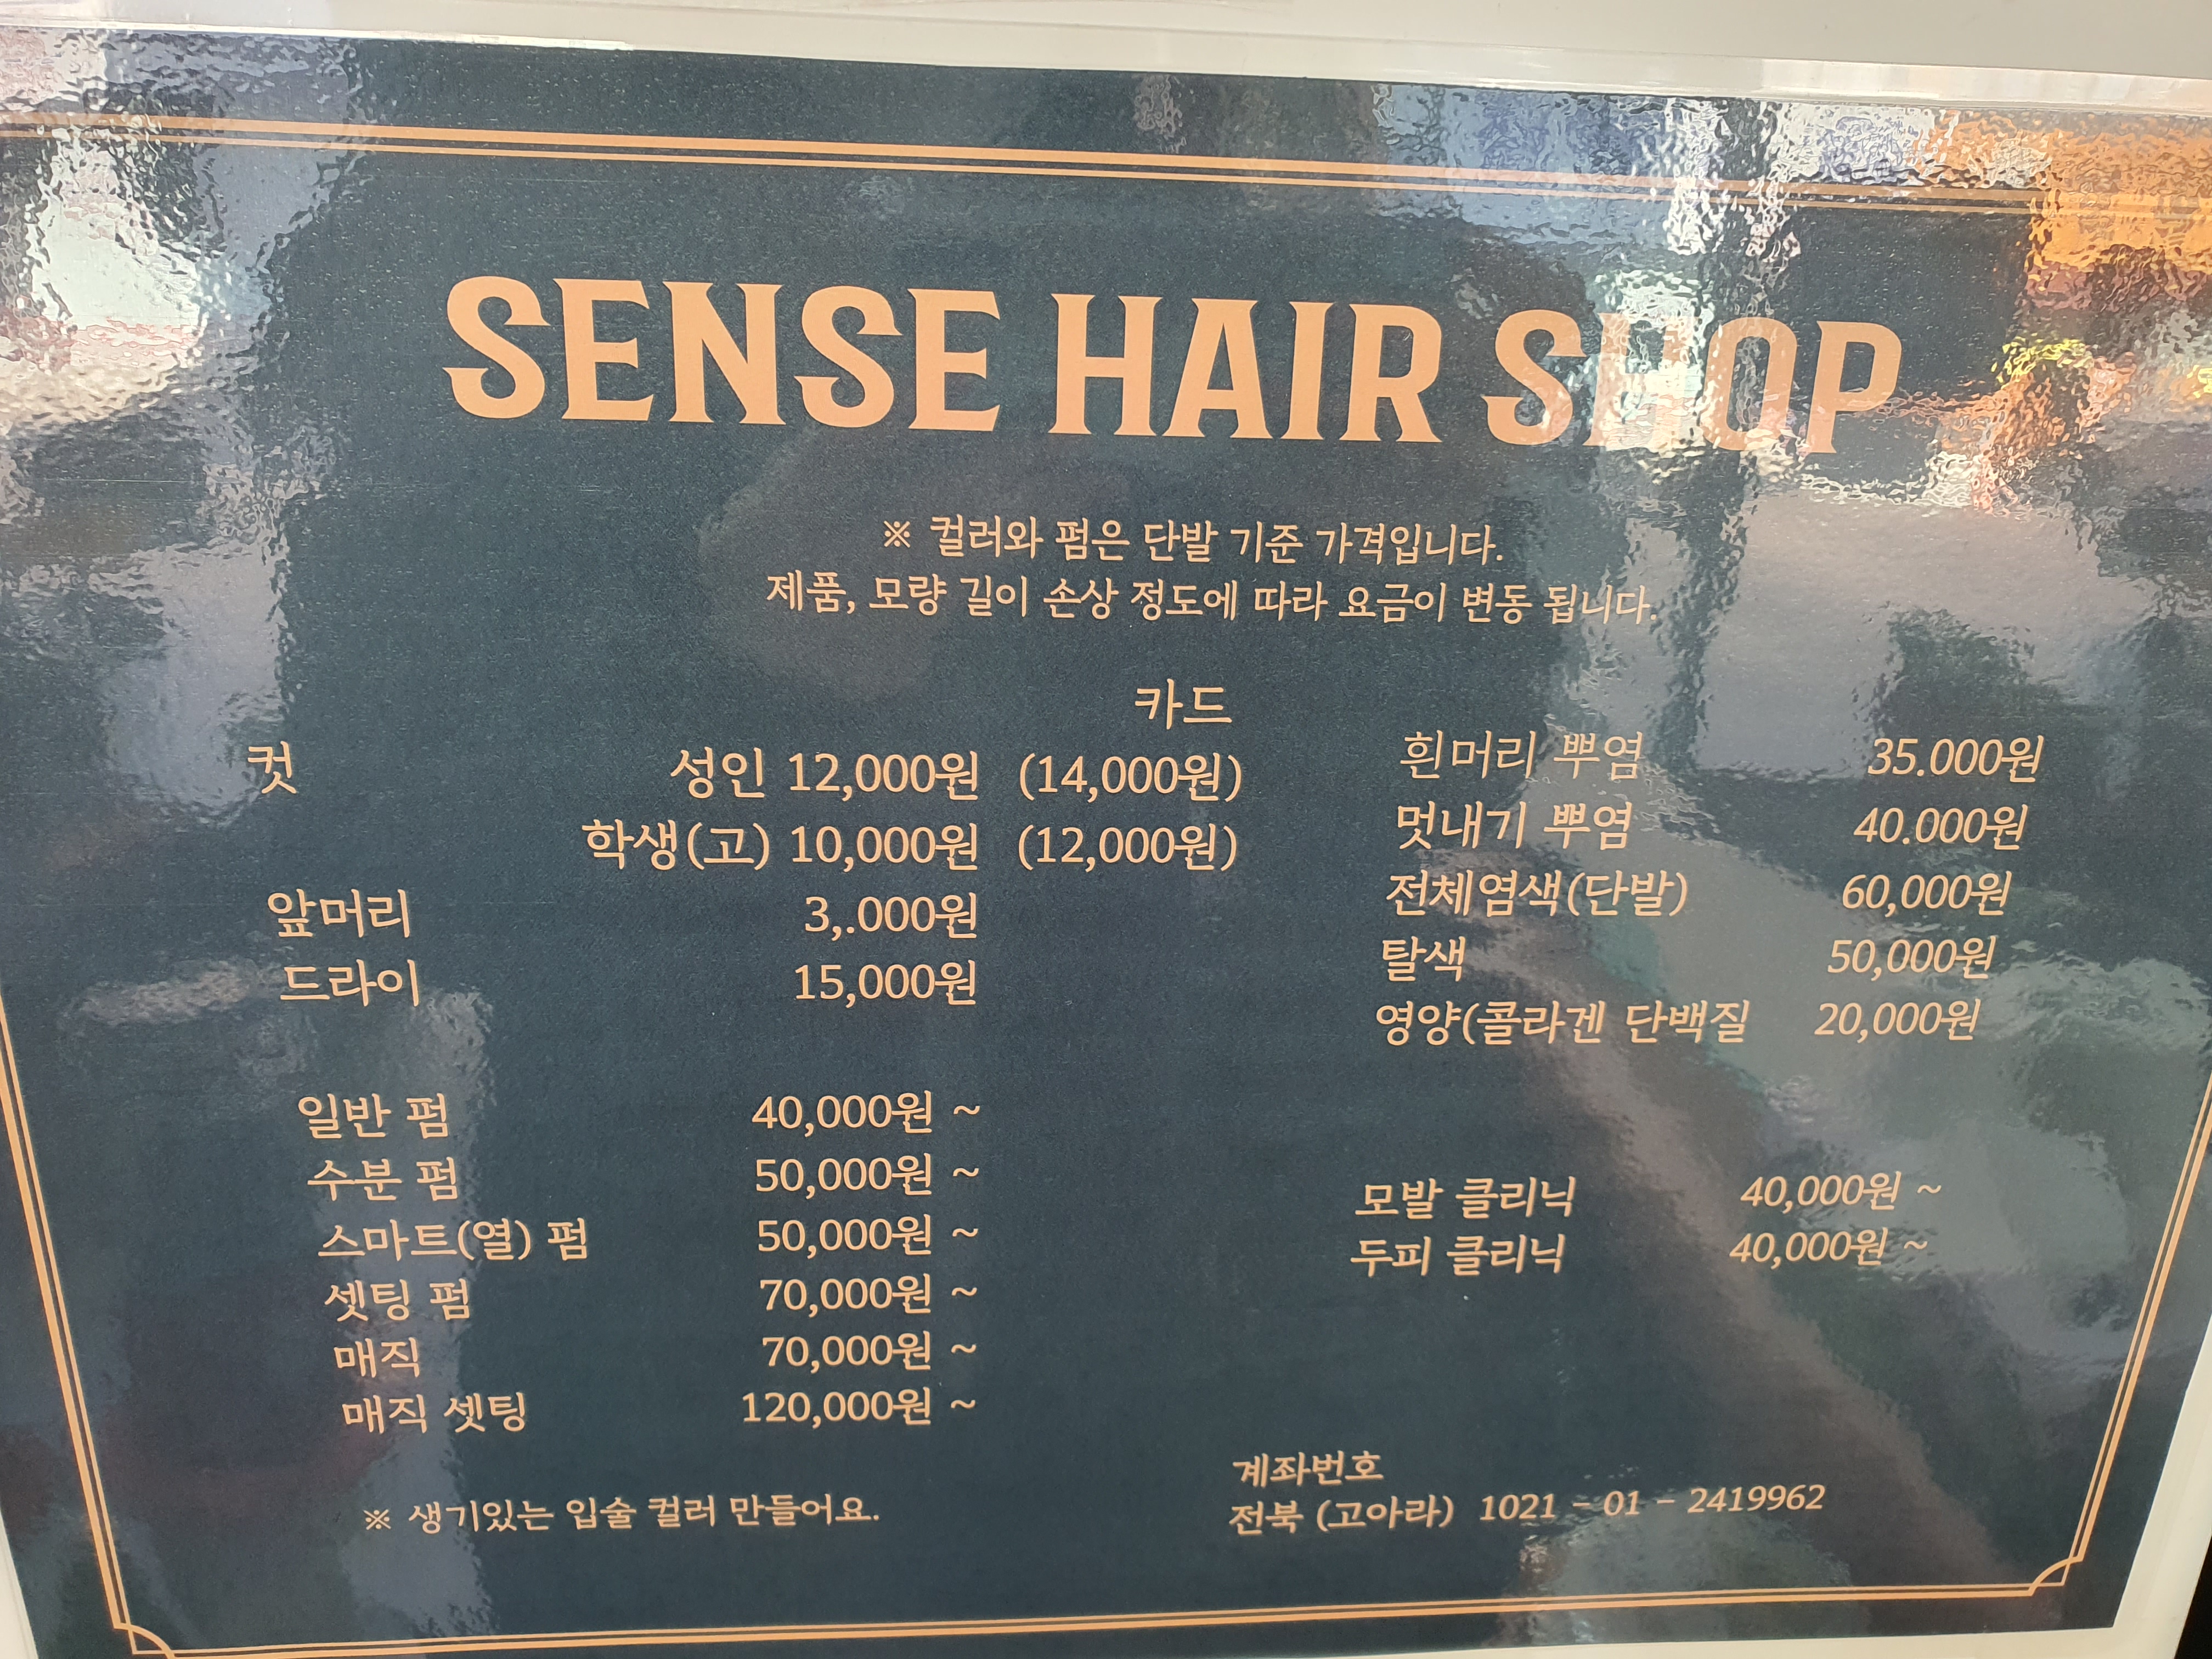 SENSE HAIR SHOP
※ 컬러와 펌은 단발 기준 가격입니다.
제품, 모량 길이 손상 정도에 따라 요금이 변동 됩니다.
카드
컷 성인 12,000원 (14,000원)
학생(고) 10,000원 (12,000원)
앞머리 3,.000원
드라이 15,000원
일반 펌 40,000원 ~
수분 펌 50,000원 ~
스마트(열) 펌 50,000원 ~
셋팅 펌 70,000원 ~
매직 70,000원 ~
매직 셋팅 120,000원 ~
※ 생기있는 입술 컬러 만들어요.
흰머리 뿌염 35.000원
멋내기 뿌염 40.000원
전체염색(단발) 60,000원
탈색 50,000원
영양(콜라겐 단백질 20,000원
모발 클리닉 40,000원 ~
두피 클리닉 40,000원 ~
계좌번호
전북 (고아라) 1021 - 01 - 2419962